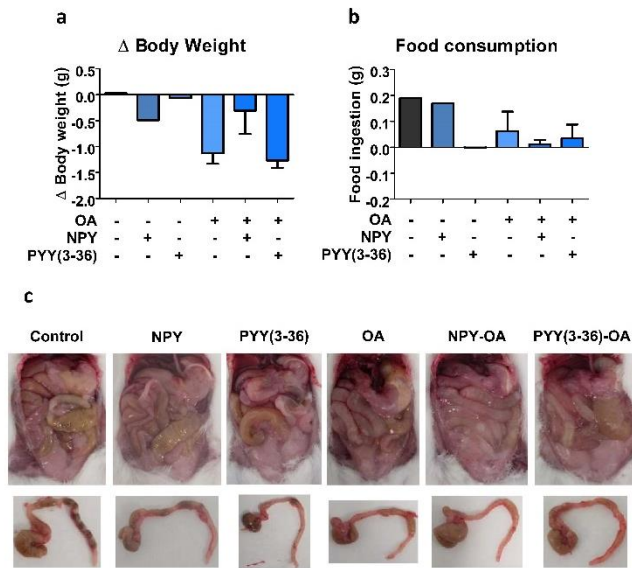 a
Δ Body Weight
Δ Body weight (g)
0.5
0.0
-0.5
-1.0
-1.5
-2.0
OA - - - + + +
NPY - + - - + -
PYY(3-36) - - + - - +
b
Food consumption
Food ingestion (g)
0.3
0.2
0.1
0.0
-0.1
-0.2
OA - - - + + +
NPY - + - - + -
PYY(3-36) - - + - - +
c
Control NPY PYY(3-36) OA NPY-OA PYY(3-36)-OA